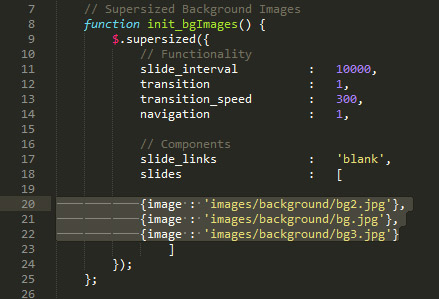 7 // Supersized Background Images
8 function init_bgImages() {
9 $.supersized({
10 // Functionality
11 slide_interval : 10000,
12 transition : 1,
13 transition_speed : 300,
14 navigation : 1,
15
16 // Components
17 slide_links : 'blank',
18 slides : [
19
20 {image : 'images/background/bg2.jpg'},
21 {image : 'images/background/bg.jpg'},
22 {image : 'images/background/bg3.jpg'}
23 ]
24 });
25 };
26